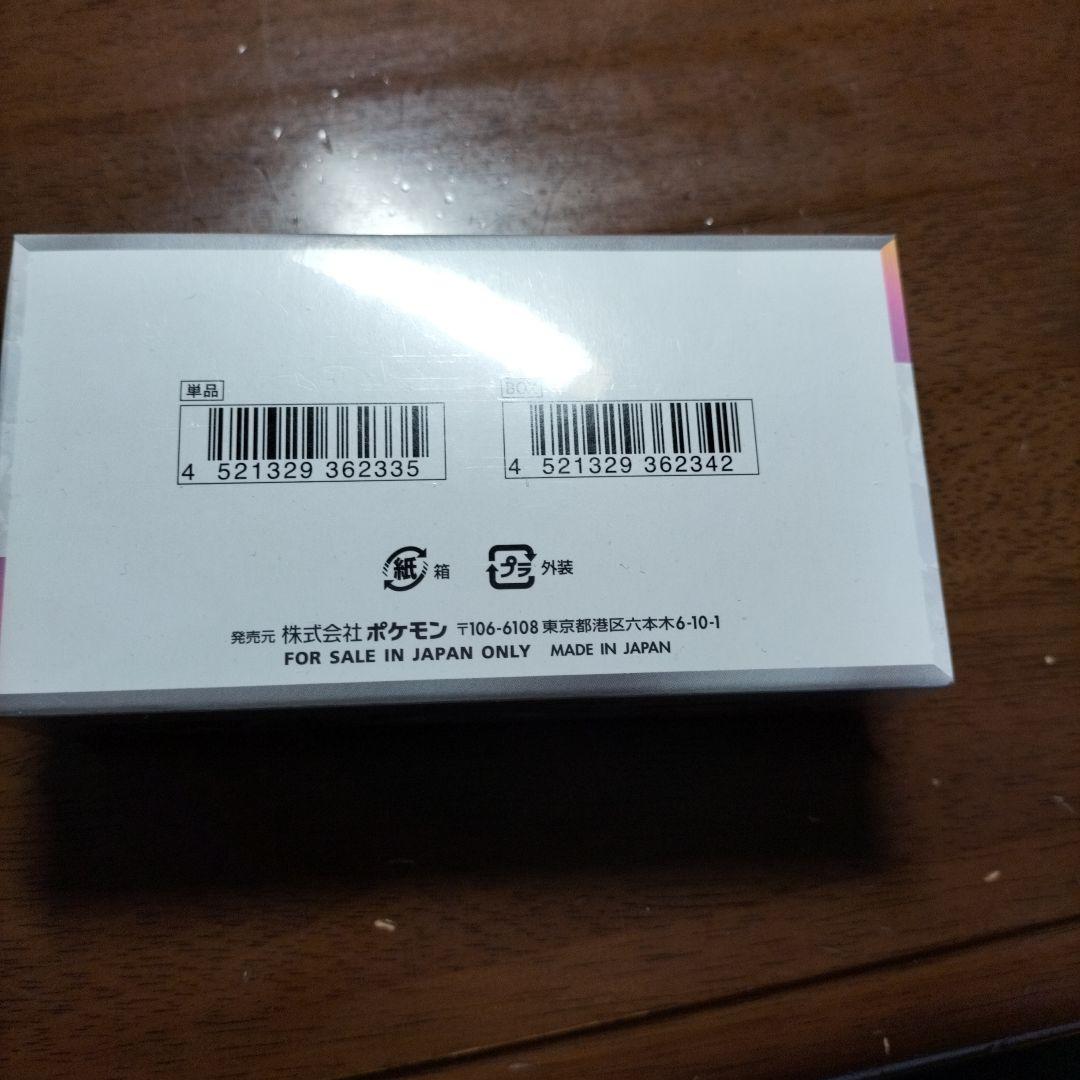 単品
BOX
4 521329 362335
4 521329 362342
紙 箱
プラ 外装
発売元 株式会社 ポケモン 〒106-6108 東京都港区六本木6-10-1
FOR SALE IN JAPAN ONLY MADE IN JAPAN